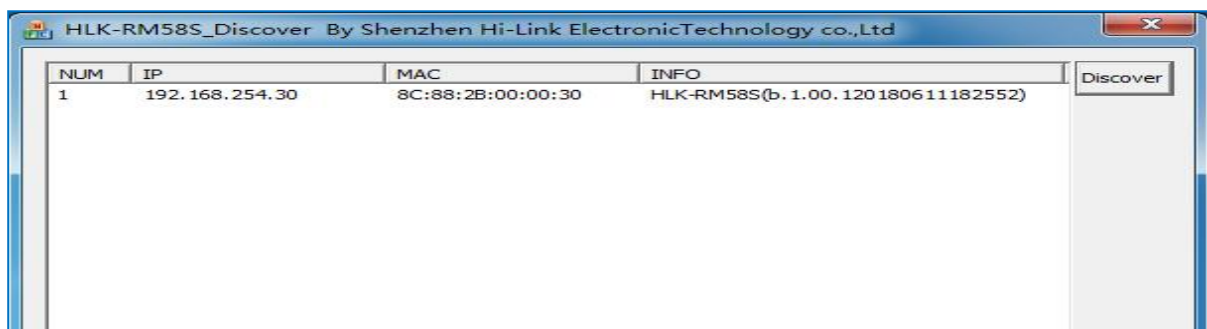 HLK-RM58S_Discover By Shenzhen Hi-Link ElectronicTechnology co.,Ltd
NUM IP MAC INFO Discover
1 192.168.254.30 8C:88:2B:00:00:30 HLK-RM58S(b.1.00.120180611182552)